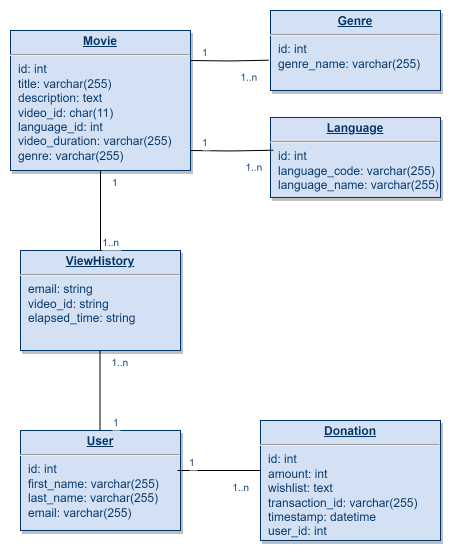 Movie
id: int
title: varchar(255)
description: text
video_id: char(11)
language_id: int
video_duration: varchar(255)
genre: varchar(255)
1
1..n
Genre
id: int
genre_name: varchar(255)
1
1..n
Language
id: int
language_code: varchar(255)
language_name: varchar(255)
1
1..n
ViewHistory
email: string
video_id: string
elapsed_time: string
1..n
1
User
id: int
first_name: varchar(255)
last_name: varchar(255)
email: varchar(255)
1
1..n
Donation
id: int
amount: int
wishlist: text
transaction_id: varchar(255)
timestamp: datetime
user_id: int